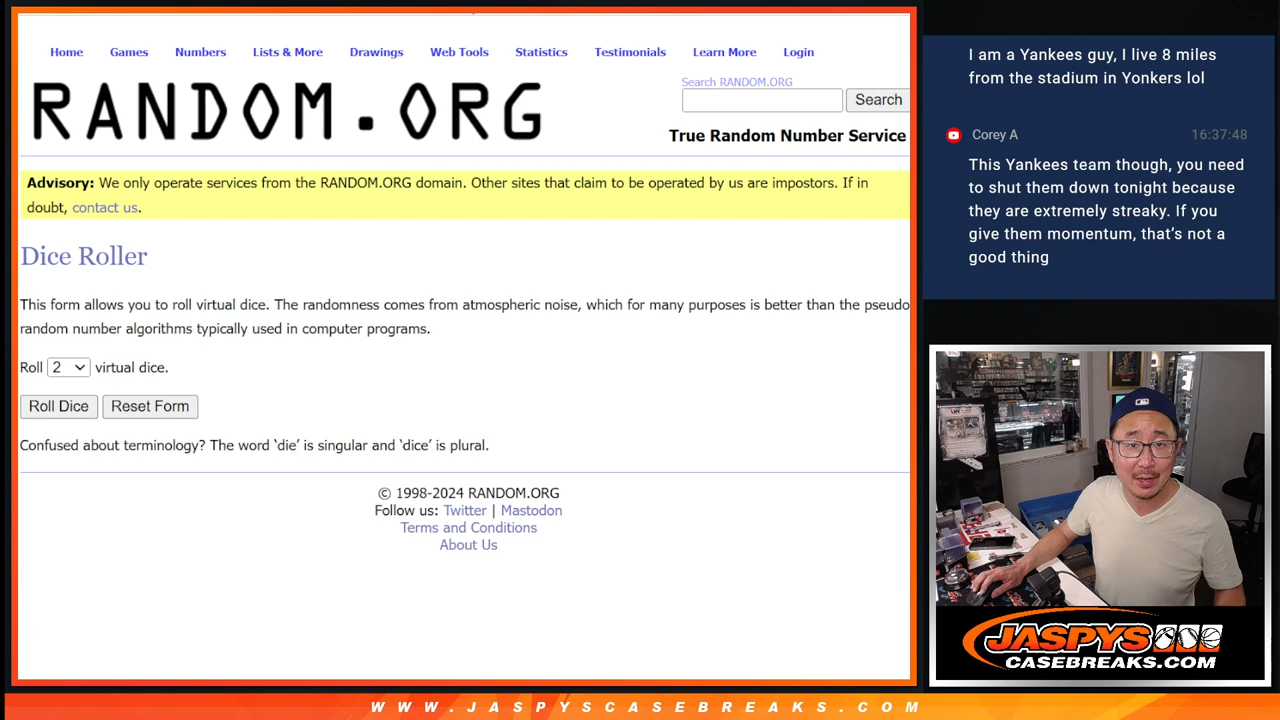 Home Games Numbers Lists & More Drawings Web Tools Statistics Testimonials Learn More Login
RANDOM.ORG
Search RANDOM.ORG
Search
True Random Number Service
Advisory: We only operate services from the RANDOM.ORG domain. Other sites that claim to be operated by us are impostors. If in
doubt, contact us.
Dice Roller
This form allows you to roll virtual dice. The randomness comes from atmospheric noise, which for many purposes is better than the pseudo
random number algorithms typically used in computer programs.
Roll 2 virtual dice.
Roll Dice Reset Form
Confused about terminology? The word ‘die’ is singular and ‘dice’ is plural.
© 1998-2024 RANDOM.ORG
Follow us: Twitter | Mastodon
Terms and Conditions
About Us
I am a Yankees guy, I live 8 miles
from the stadium in Yonkers lol
Corey A 16:37:48
This Yankees team though, you need
to shut them down tonight because
they are extremely streaky. If you
give them momentum, that’s not a
good thing
JASPYS
CASEBREAKS.COM
WWW.JASPYSCASEBREAKS.COM